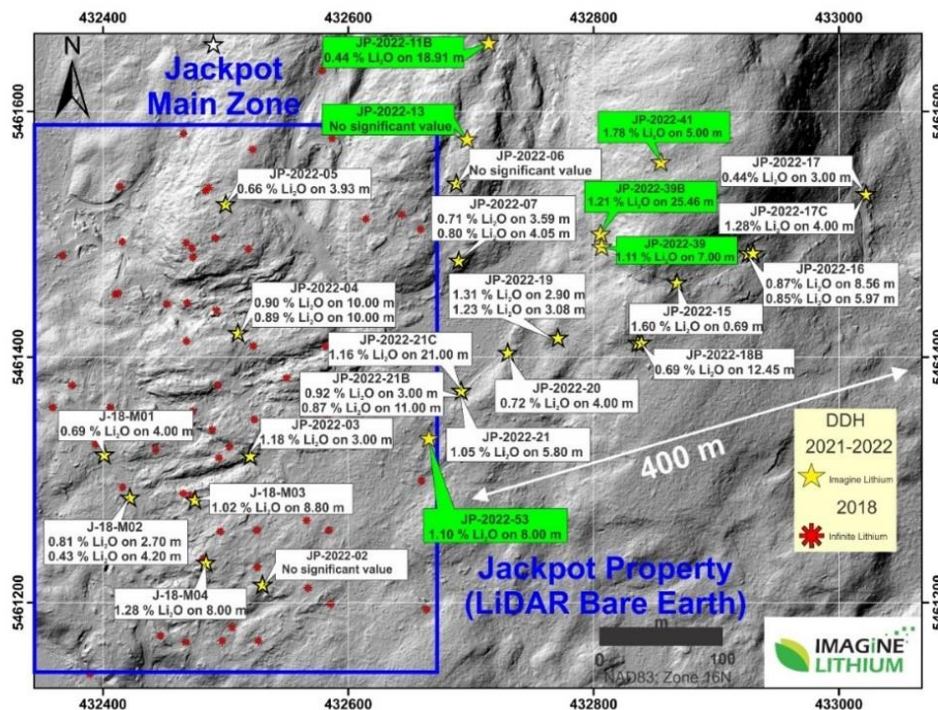 432400
432600
432800
433000
N
JP-2022-11B
0.44 % Li₂O on 18.91 m
Jackpot
Main Zone
5461600
5461600
JP-2022-13
No significant value
JP-2022-41
1.78 % Li₂O on 5.00 m
JP-2022-06
No significant value
JP-2022-17
0.44% Li₂O on 3.00 m
JP-2022-05
0.66 % Li₂O on 3.93 m
JP-2022-39B
1.21 % Li₂O on 25.46 m
JP-2022-07
0.71 % Li₂O on 3.59 m
0.80 % Li₂O on 4.05 m
JP-2022-17C
1.28% Li₂O on 4.00 m
JP-2022-39
1.11 % Li₂O on 7.00 m
JP-2022-16
0.87% Li₂O on 8.56 m
0.85% Li₂O on 5.97 m
JP-2022-19
1.31 % Li₂O on 2.90 m
1.23 % Li₂O on 3.08 m
JP-2022-04
0.90 % Li₂O on 10.00 m
0.89 % Li₂O on 10.00 m
JP-2022-15
1.60 % Li₂O on 0.69 m
5461400
5461400
JP-2022-21C
1.16 % Li₂O on 21.00 m
JP-2022-18B
0.69 % Li₂O on 12.45 m
JP-2022-21B
0.92 % Li₂O on 3.00 m
0.87 % Li₂O on 11.00 m
JP-2022-20
0.72 % Li₂O on 4.00 m
J-18-M01
0.69 % Li₂O on 4.00 m
JP-2022-03
1.18 % Li₂O on 3.00 m
JP-2022-21
1.05 % Li₂O on 5.80 m
400 m
DDH
2021-2022
Imagine Lithium
2018
Infinite Lithium
J-18-M03
1.02 % Li₂O on 8.80 m
J-18-M02
0.81 % Li₂O on 2.70 m
0.43 % Li₂O on 4.20 m
JP-2022-53
1.10 % Li₂O on 8.00 m
JP-2022-02
No significant value
J-18-M04
1.28 % Li₂O on 8.00 m
Jackpot Property
(LiDAR Bare Earth)
5461200
5461200
m
0 100
NAD83; Zone 16N
IMAGINE
LITHIUM
432400
432600
432800
433000